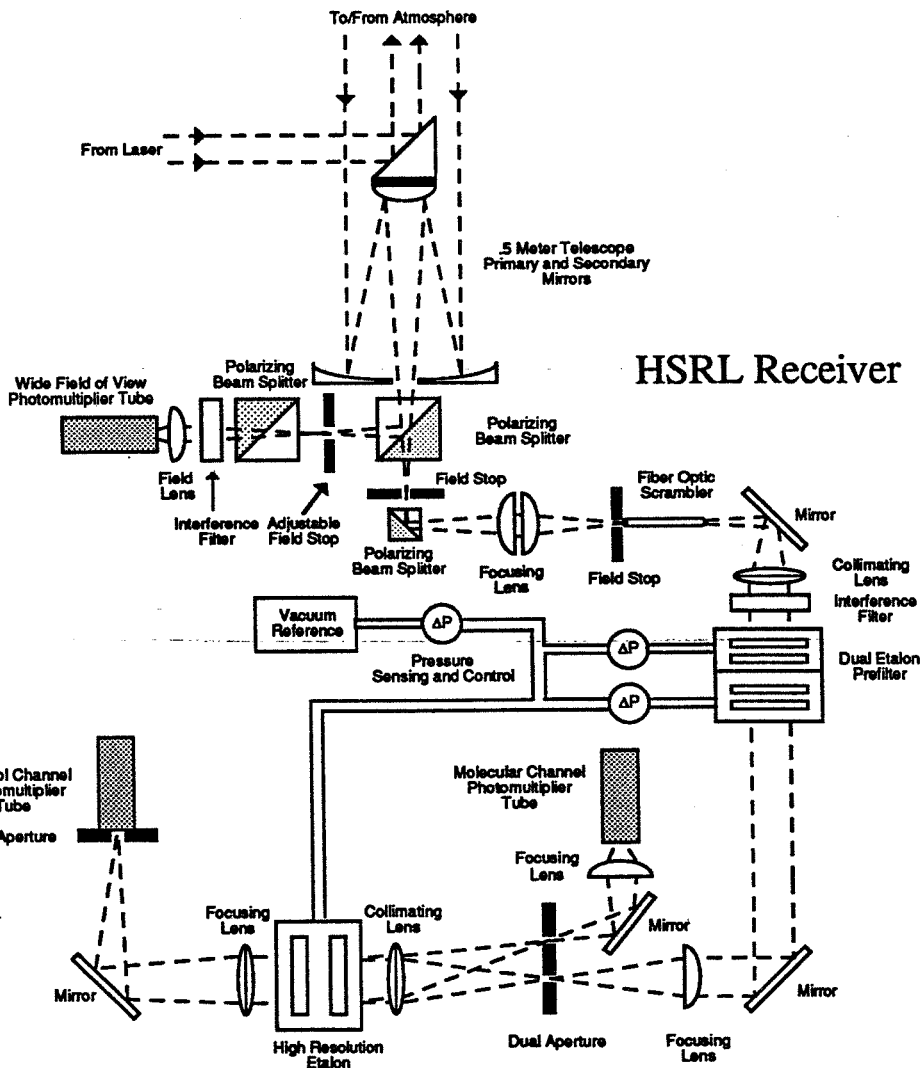 To/From Atmosphere
From Laser
.5 Meter Telescope
Primary and Secondary
Mirrors
HSRL Receiver
Wide Field of View
Photomultiplier Tube
Polarizing
Beam Splitter
Polarizing
Beam Splitter
Field
Lens
Interference
Filter
Adjustable
Field Stop
Field Stop
Polarizing
Beam Splitter
Focusing
Lens
Fiber Optic
Scrambler
Field Stop
Mirror
Collimating
Lens
Interference
Filter
Vacuum
Reference
ΔP
Pressure
Sensing and Control
ΔP
ΔP
Dual Etalon
Prefilter
ol Channel
omultiplier
Tube
Aperture
Molecular Channel
Photomultiplier
Tube
Focusing
Lens
Mirror
Focusing
Lens
Collimating
Lens
Mirror
High Resolution
Etalon
Dual Aperture
Focusing
Lens
Mirror